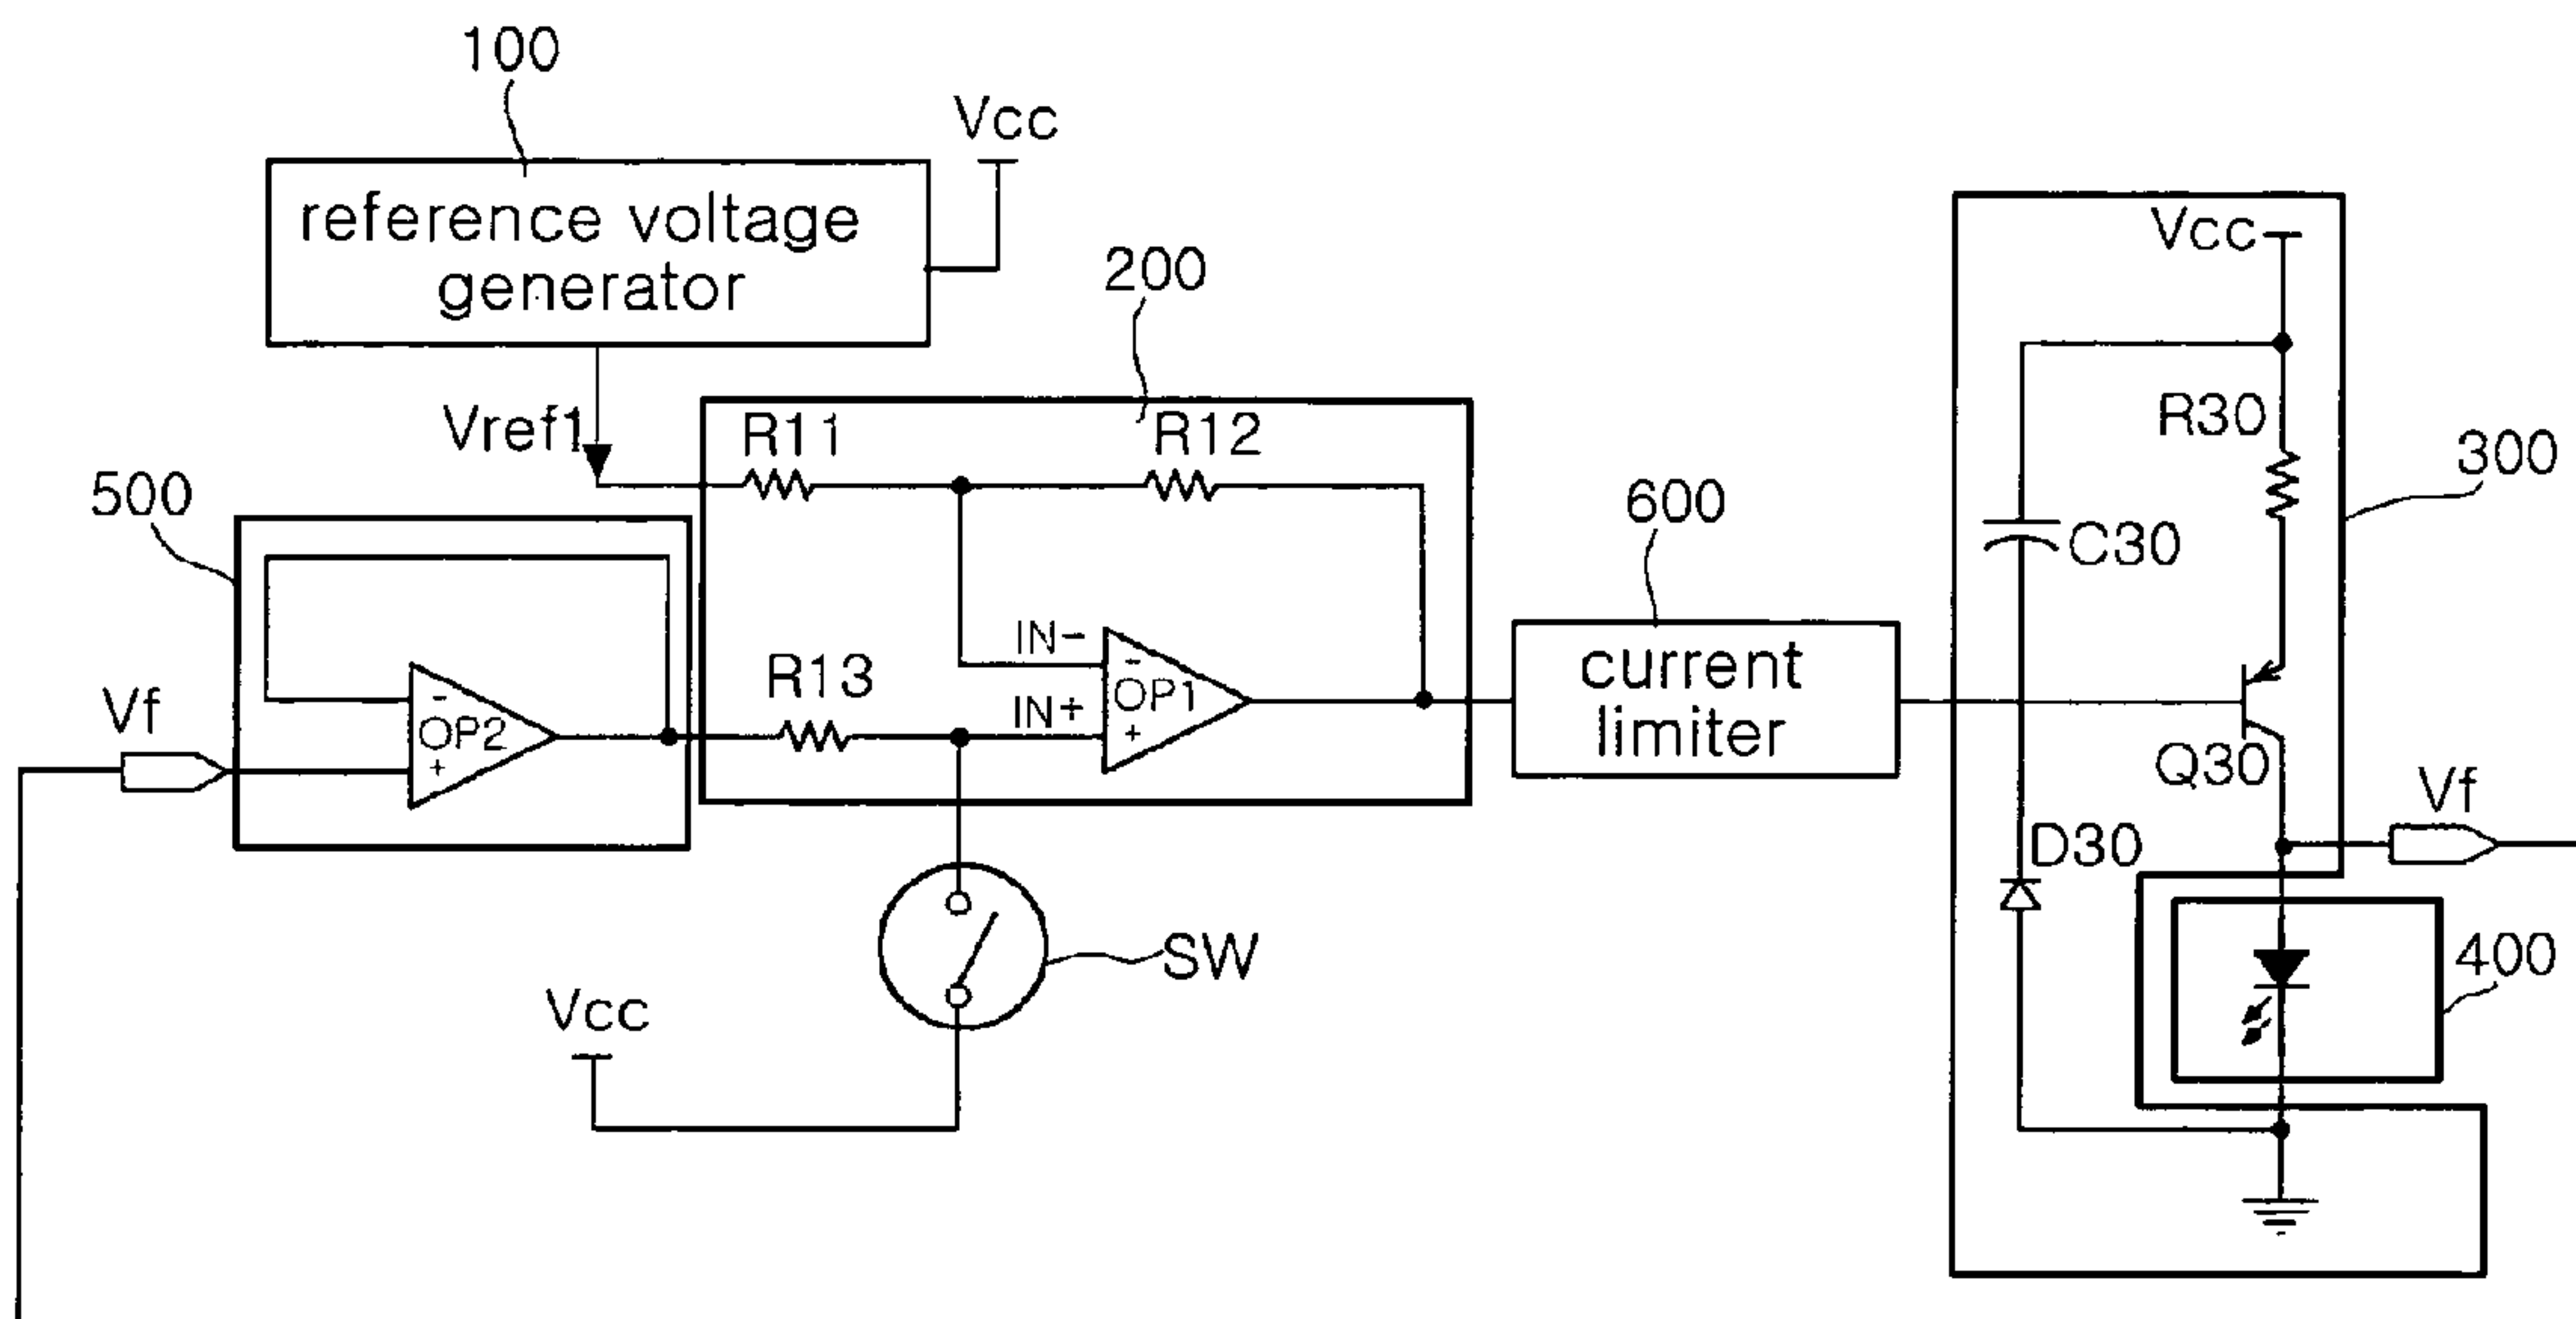 100
Vcc
reference voltage
generator
200
Vcc
Vref1
R11
R12
R30
300
500
600
C30
IN-
-
OP1
IN+
+
R13
current
limiter
Vf
-
OP2
+
Q30
Vf
D30
SW
400
Vcc